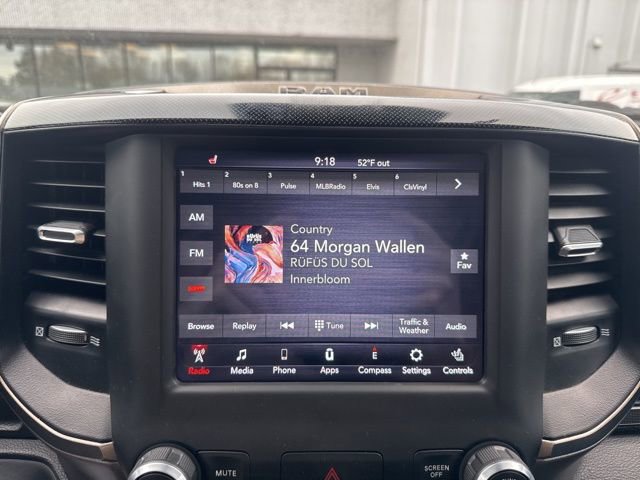 RAM
9:18 52°F out
1 2 3 4 5 6
Hits 1 80s on 8 Pulse MLBRadio Elvis ClsVinyl
AM
FM
Country
64 Morgan Wallen
RÜFÜS DU SOL
Innerbloom
Fav
Browse Replay Tune Traffic & Weather Audio
E
Radio Media Phone Apps Compass Settings Controls
MUTE
SCREEN
OFF